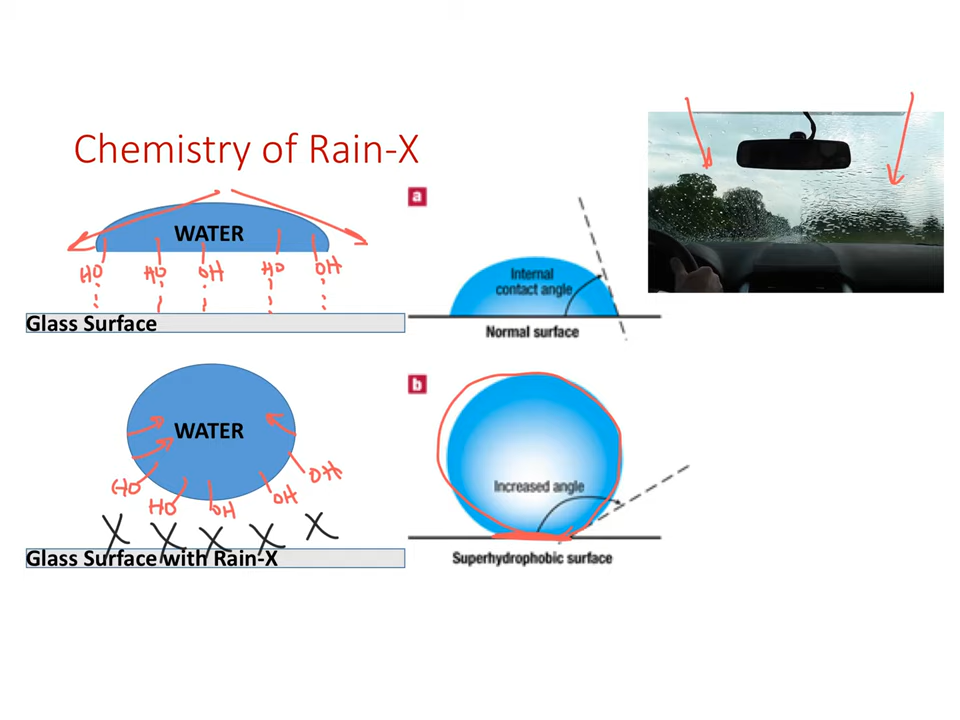 Chemistry of Rain-X
WATER
HO HO OH HO OH
Glass Surface
WATER
HO HO OH OH OH
X X X X X
Glass Surface with Rain-X
a
Internal
contact angle
Normal surface
b
Increased angle
Superhydrophobic surface